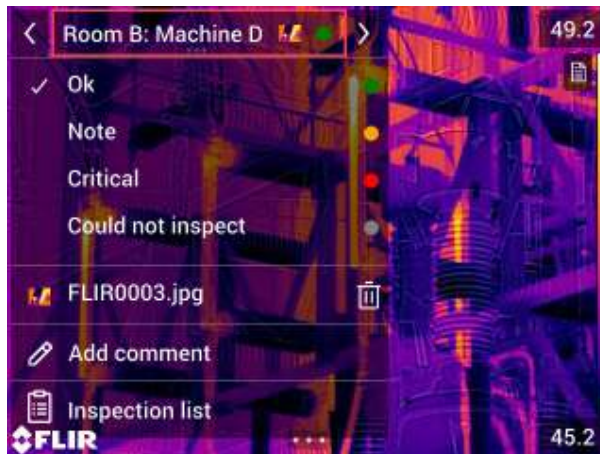 Room B: Machine D
49.2
Ok
Note
Critical
Could not inspect
FLIR0003.jpg
Add comment
Inspection list
FLIR
45.2